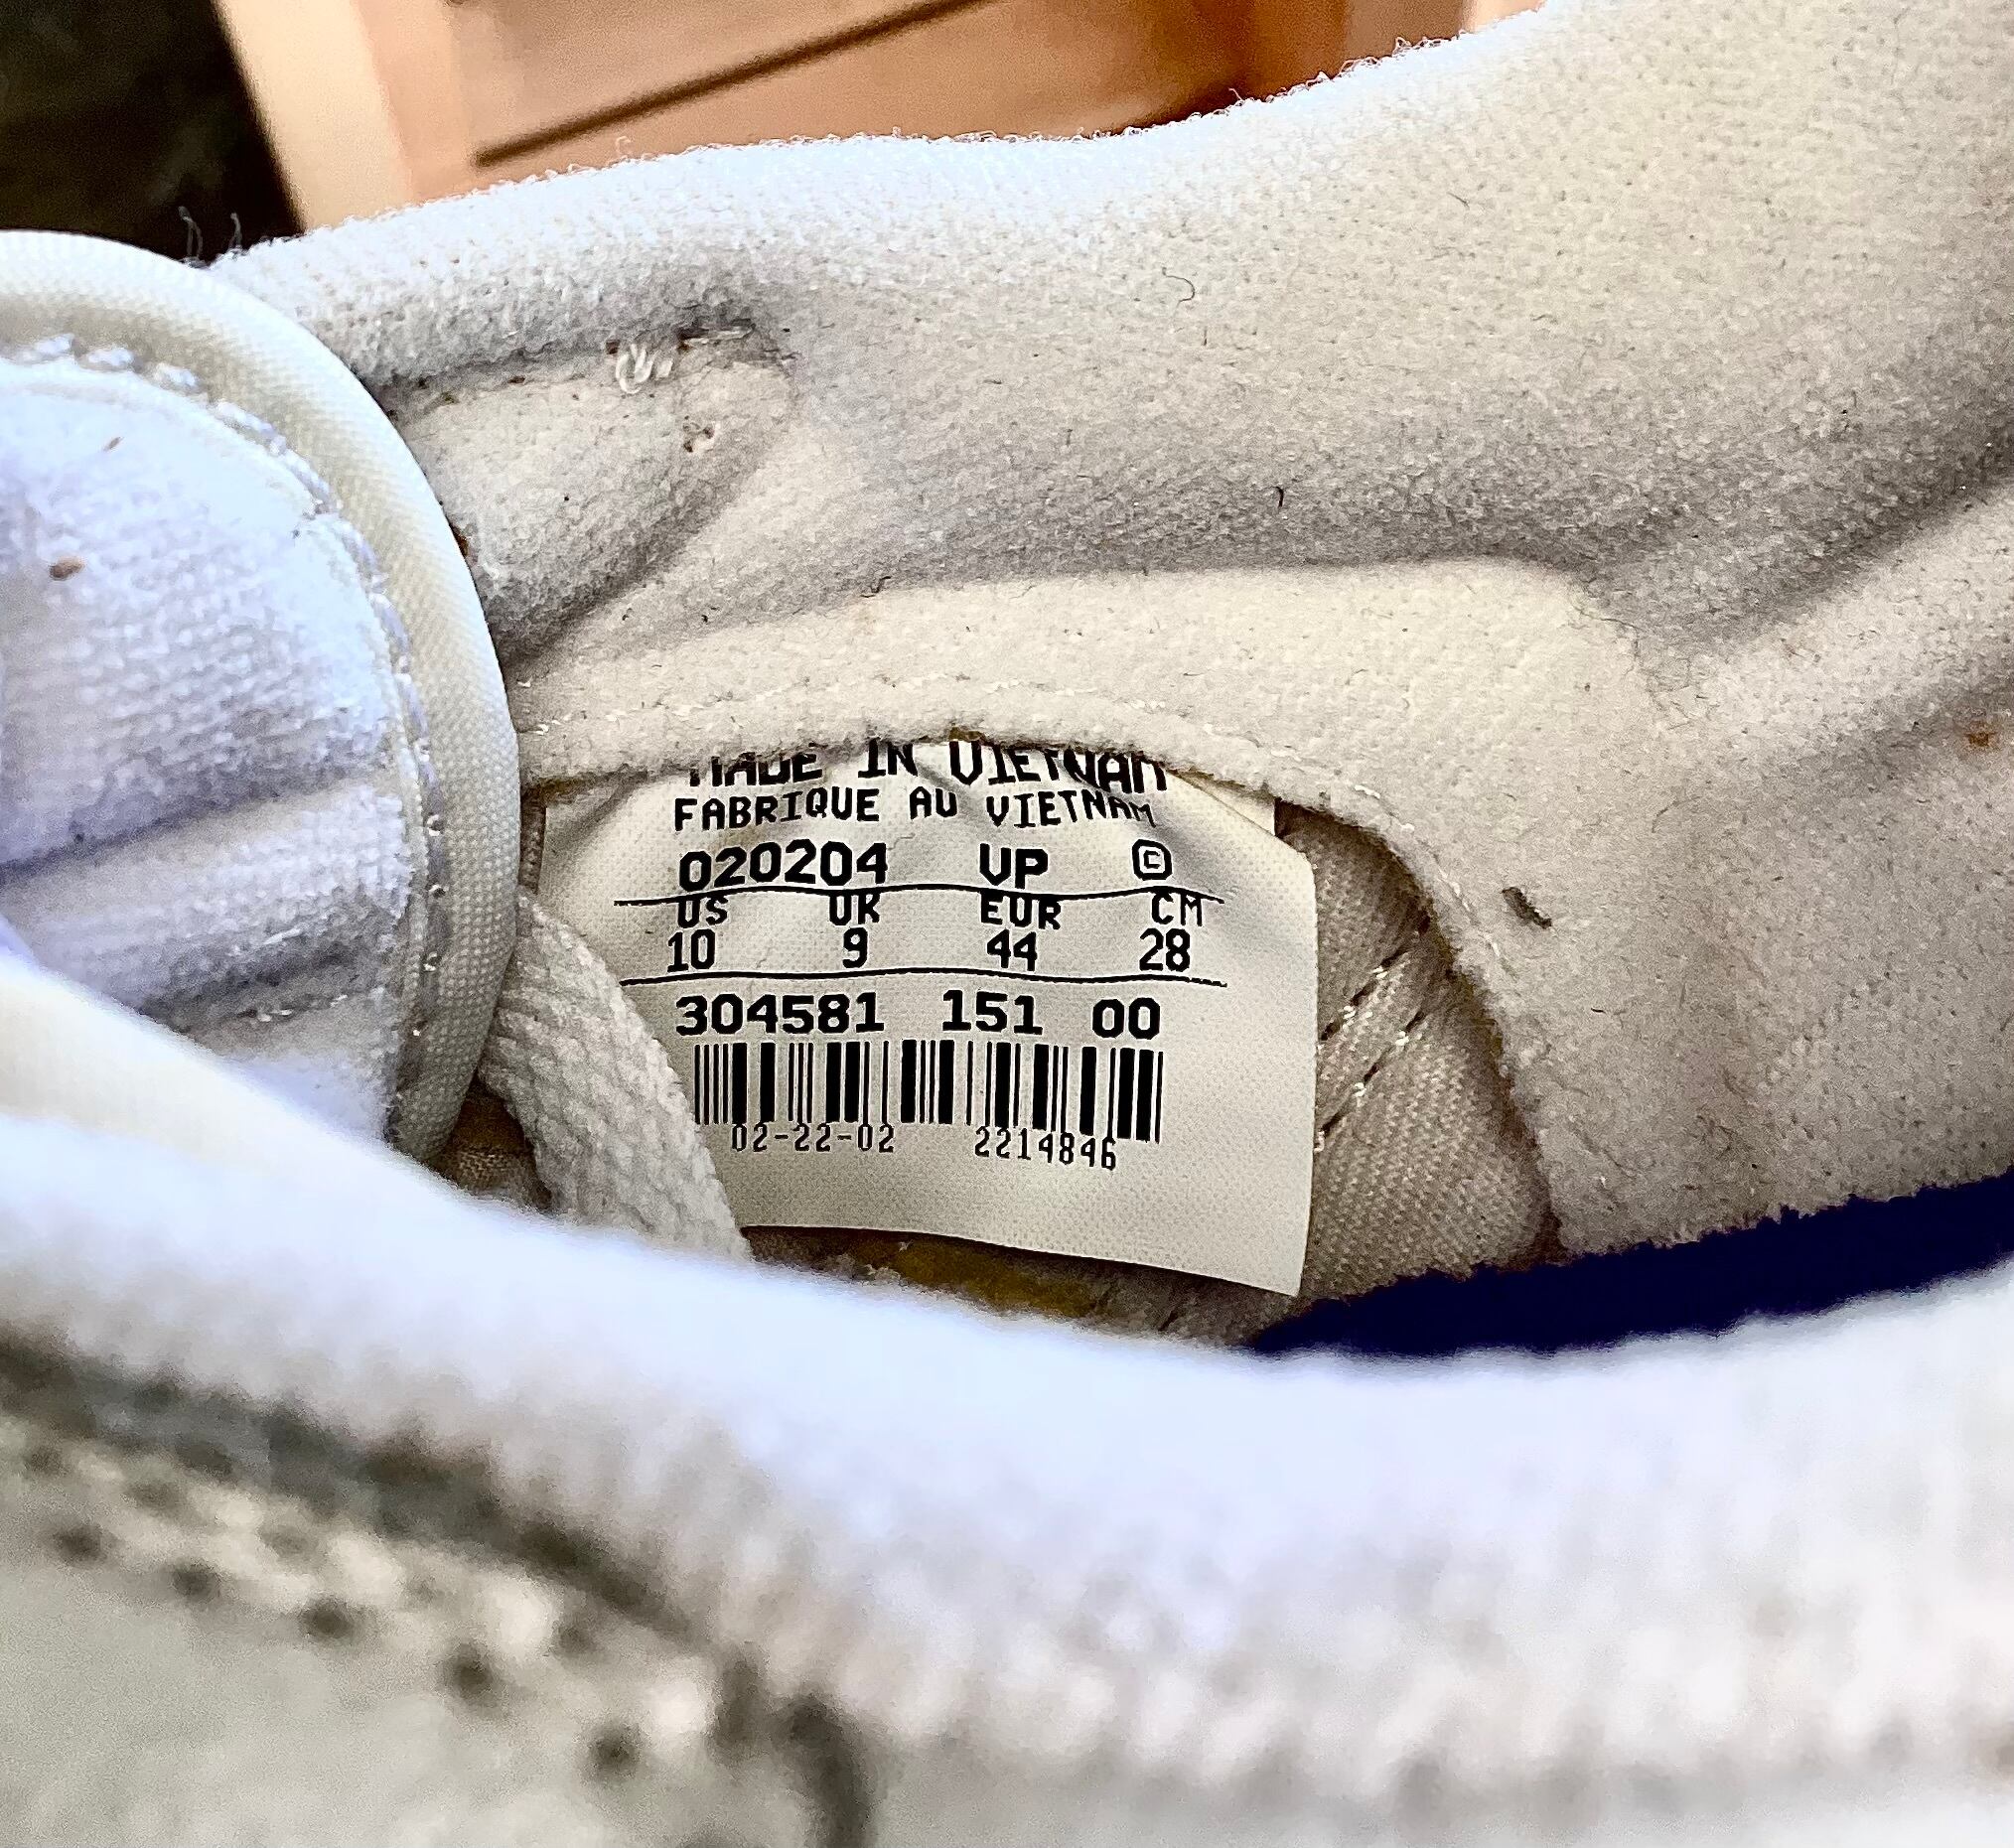 MADE IN VIETNAM
FABRIQUE AU VIETNAM
020204 VP ©
US UK EUR CM
10 9 44 28
304581 151 00
02-22-02 2214846